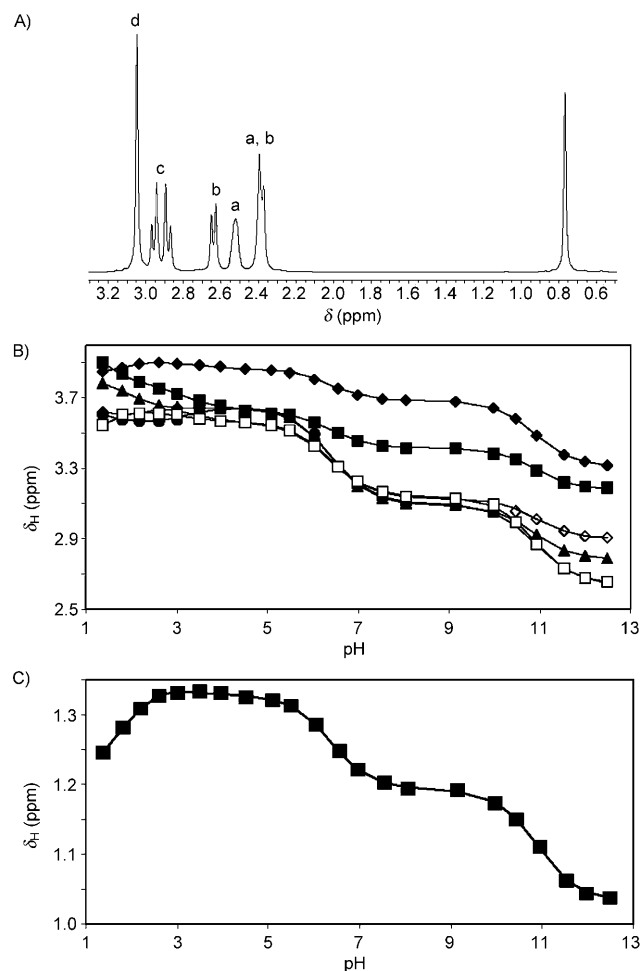 A)
d
c
b
a
a, b
3.2 3.0 2.8 2.6 2.4 2.2 2.0 1.8 1.6 1.4 1.2 1.0 0.8 0.6
δ (ppm)
B)
3.7
3.3
2.9
2.5
δH (ppm)
1 3 5 7 9 11 13
pH
C)
1.3
1.2
1.1
1.0
δH (ppm)
1 3 5 7 9 11 13
pH